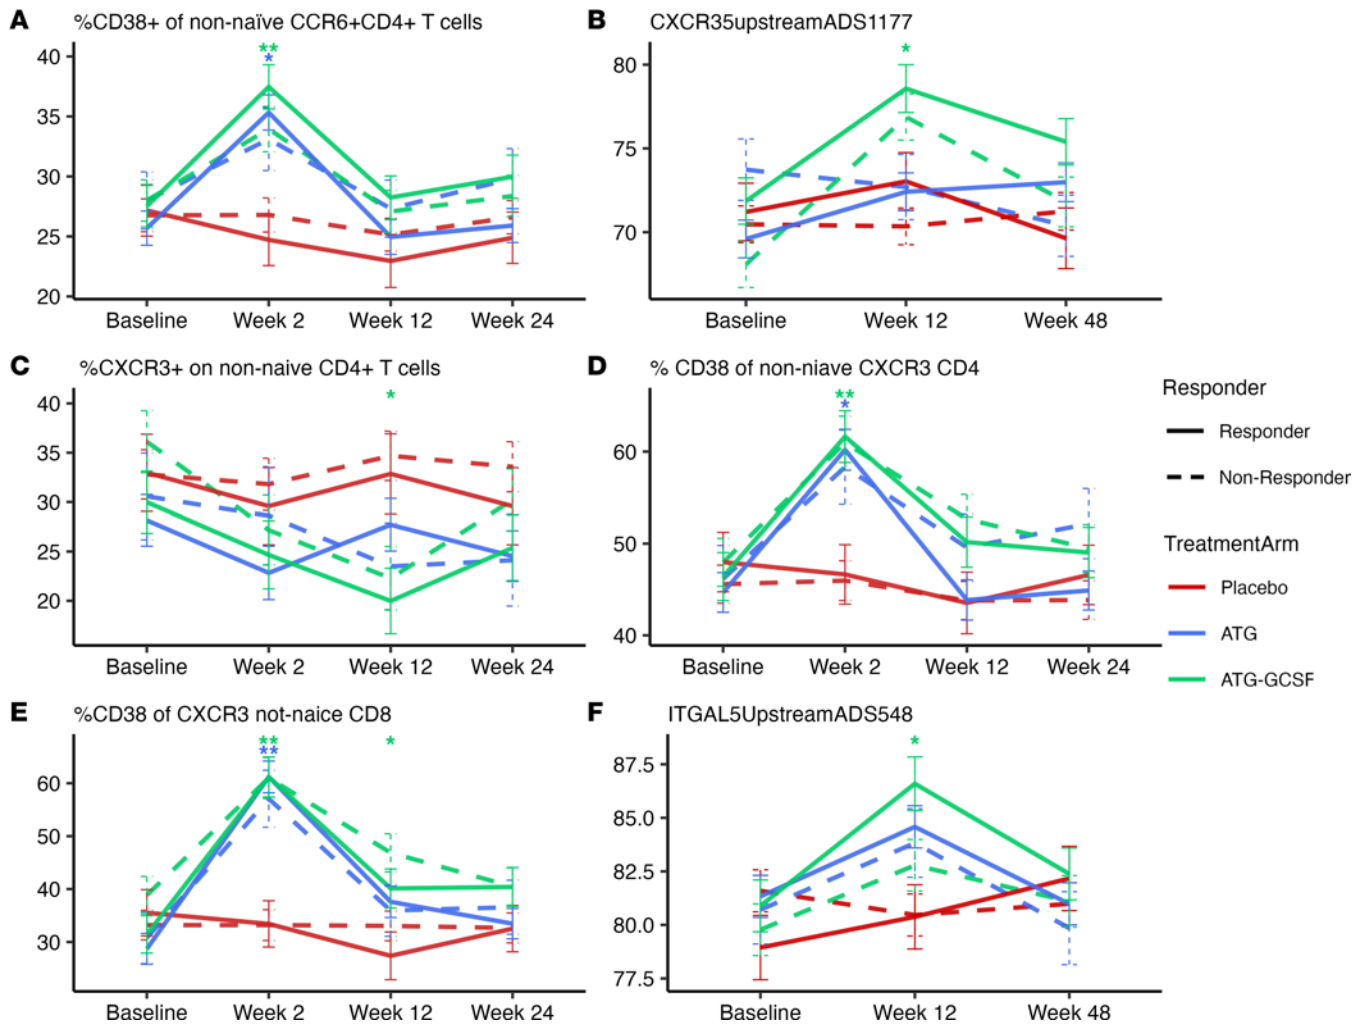 A %CD38+ of non-naïve CCR6+CD4+ T cells
**
*
40
35
30
25
20
Baseline Week 2 Week 12 Week 24
B CXCR35upstreamADS1177
*
80
75
70
Baseline Week 12 Week 48
C %CXCR3+ on non-naive CD4+ T cells
*
40
35
30
25
20
Baseline Week 2 Week 12 Week 24
D % CD38 of non-niave CXCR3 CD4
**
*
60
50
40
Baseline Week 2 Week 12 Week 24
Responder
Responder
Non-Responder
TreatmentArm
Placebo
ATG
ATG-GCSF
E %CD38 of CXCR3 not-naice CD8
**
**
*
60
50
40
30
Baseline Week 2 Week 12 Week 24
F ITGAL5UpstreamADS548
*
87.5
85.0
82.5
80.0
77.5
Baseline Week 12 Week 48